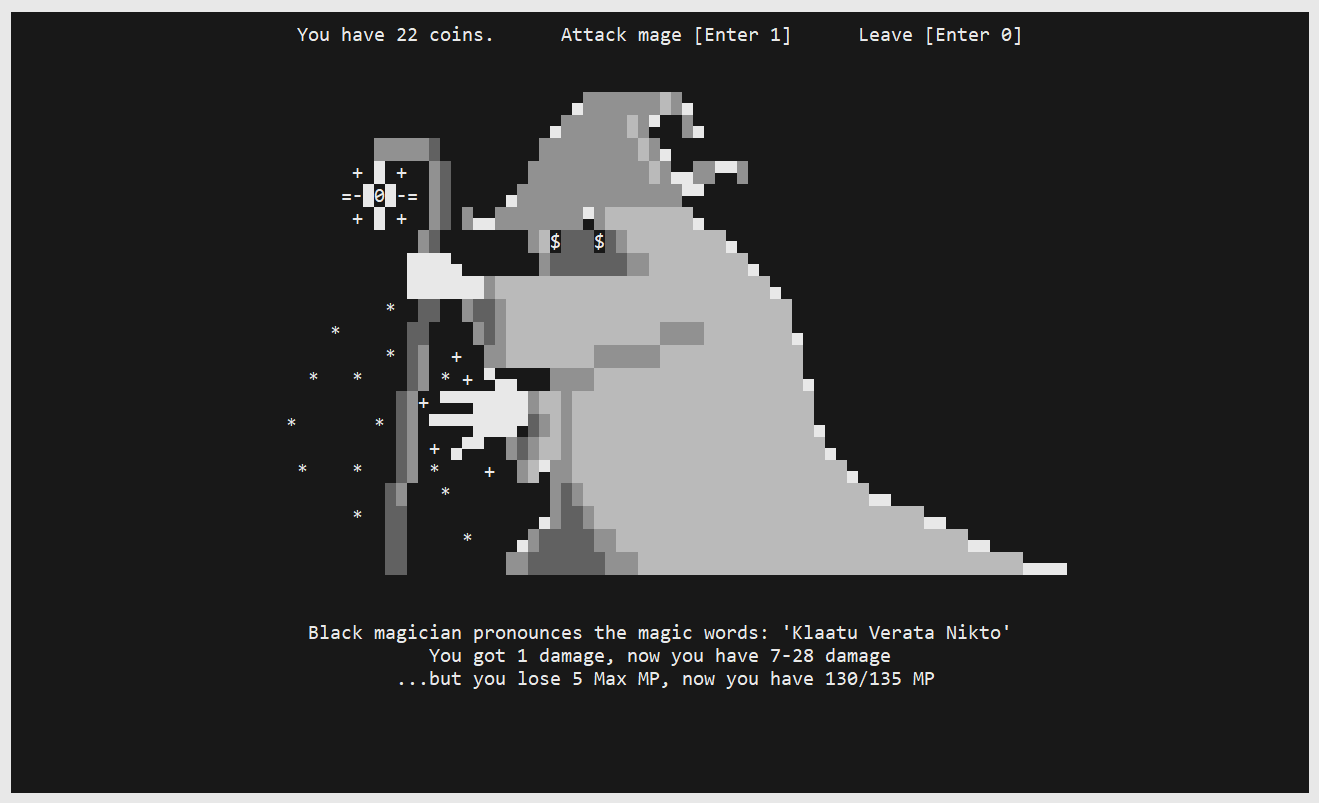 You have 22 coins. Attack mage [Enter 1] Leave [Enter 0]
+ +
=-0-=
+ +
$ $
*
*
* +
* * * +
+
* *
+
* * * +
*
*
*
Black magician pronounces the magic words: 'Klaatu Verata Nikto'
You got 1 damage, now you have 7-28 damage
...but you lose 5 Max MP, now you have 130/135 MP